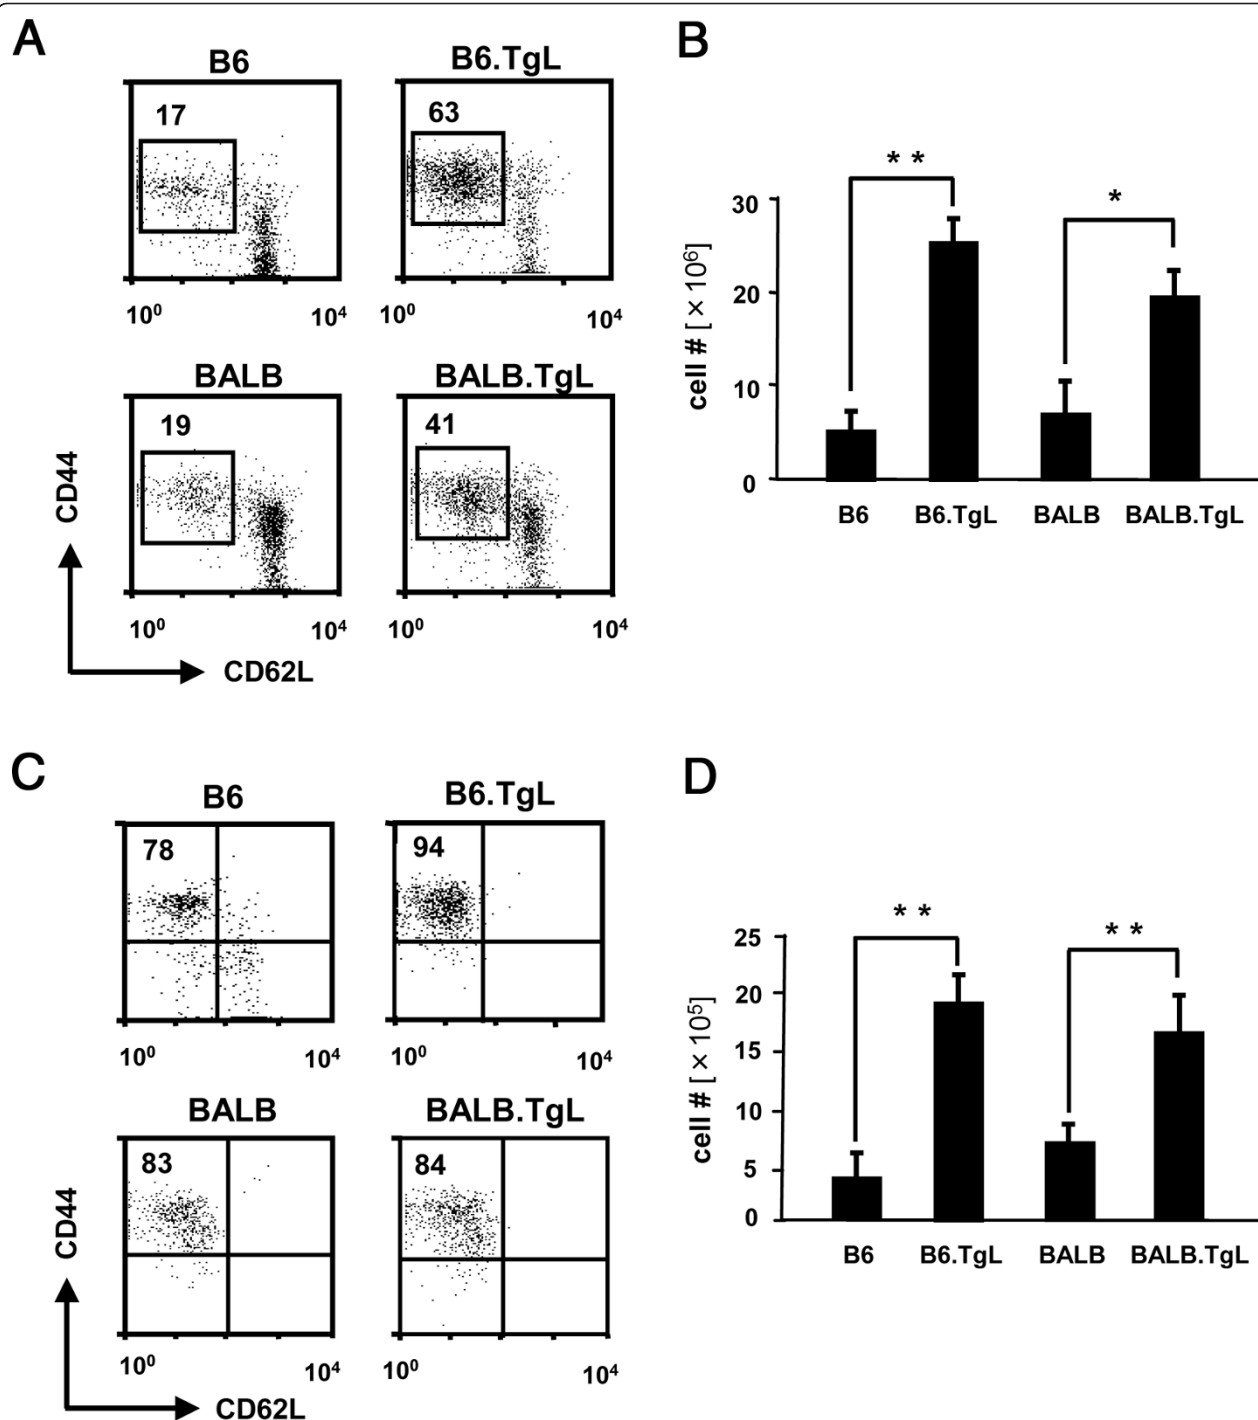 A
B6
B6.TgL
17
63
10⁰ 10⁴
10⁰ 10⁴
BALB
BALB.TgL
19
41
10⁰ 10⁴
10⁰ 10⁴
CD44
CD62L
B
* *
*
30
20
10
0
cell # [×10⁶]
B6 B6.TgL BALB BALB.TgL
C
B6
B6.TgL
78
94
10⁰ 10⁴
10⁰ 10⁴
BALB
BALB.TgL
83
84
10⁰ 10⁴
10⁰ 10⁴
CD44
CD62L
D
* *
* *
25
20
15
10
5
0
cell # [×10⁵]
B6 B6.TgL BALB BALB.TgL